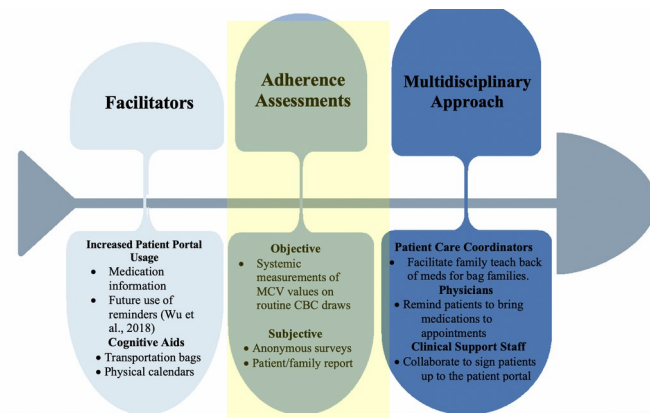 Facilitators
Increased Patient Portal
Usage
• Medication
information
• Future use of
reminders (Wu
et al., 2018)
Cognitive Aids
• Transportation bags
• Physical calendars
Adherence
Assessments
Objective
• Systemic
measurements of
MCV values on
routine CBC draws
Subjective
• Anonymous surveys
• Patient/family report
Multidisciplinary
Approach
Patient Care Coordinators
• Facilitate family teach back
of meds for bag families.
Physicians
• Remind patients to bring
medications to
appointments
Clinical Support Staff
• Collaborate to sign patients
up to the patient portal